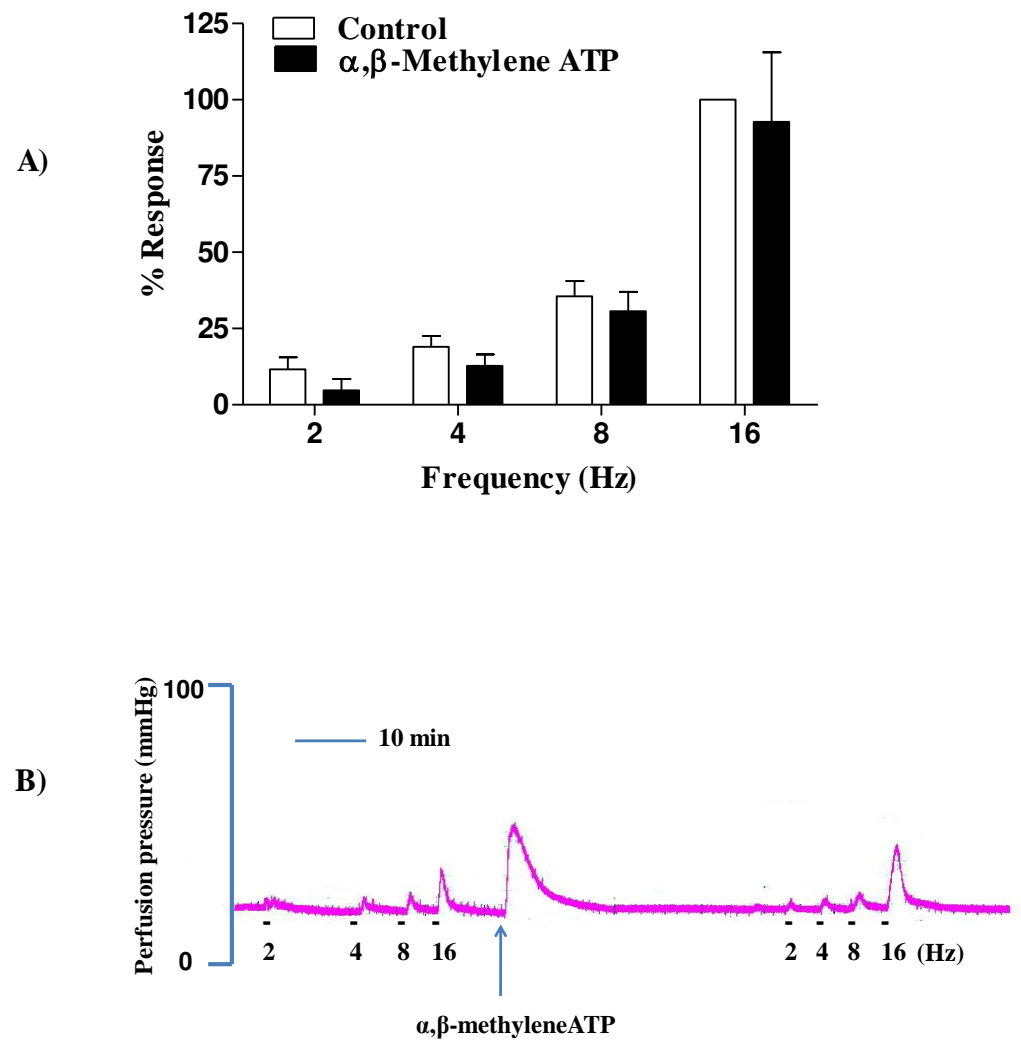 A)
% Response
125
100
75
50
25
0
Control
α,β-Methylene ATP
2 4 8 16
Frequency (Hz)
B)
Perfusion pressure (mmHg)
100
0
10 min
2 4 8 16 2 4 8 16 (Hz)
α,β-methyleneATP